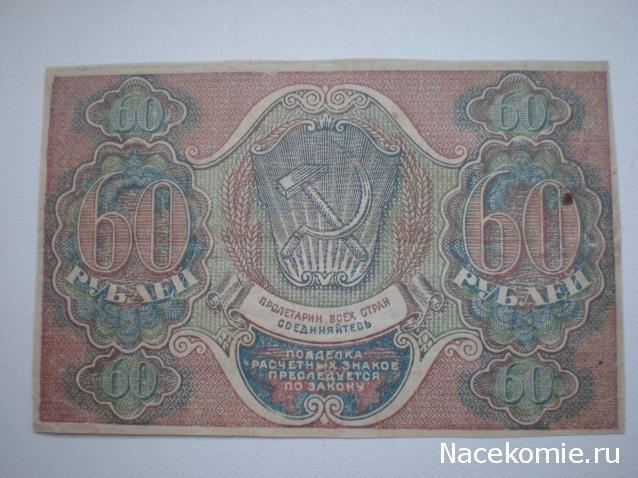 60 60
60 60
РУБЛЕЙ РУБЛЕЙ
ПРОЛЕТАРИИ ВСЕХ СТРАН
СОЕДИНЯЙТЕСЬ
ПОДДЕЛКА
РАСЧЕТНЫХ ЗНАКОВ
ПРЕСЛЕДУЕТСЯ
ПО ЗАКОНУ
60 60
Nacekomie.ru